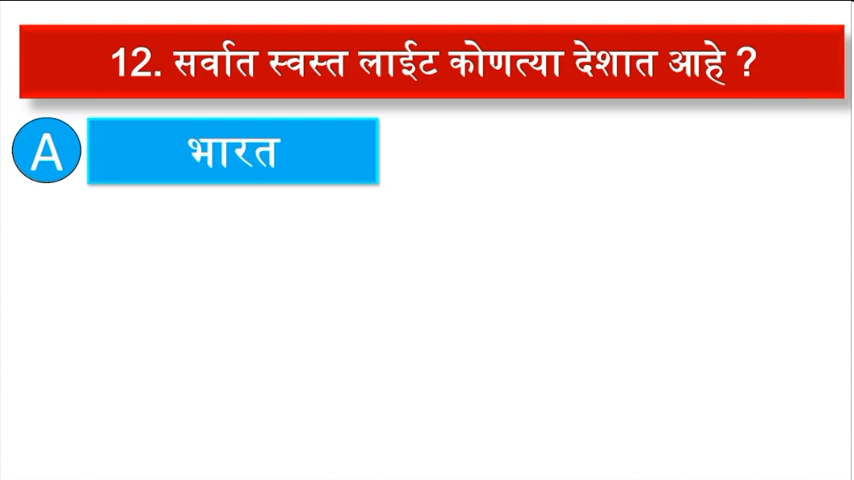 12. सर्वात स्वस्त लाईट कोणत्या देशात आहे ?
A भारत